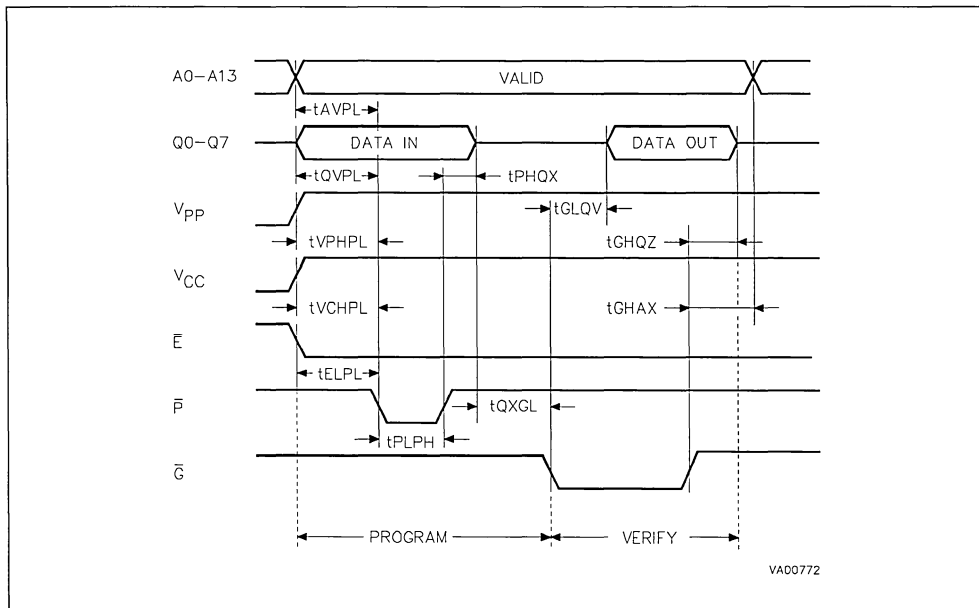 A0-A13
VALID
tAVPL
Q0-Q7
DATA IN
DATA OUT
tQVPL
tPHQX
VPP
tGLQV
tVPHPL
tGHQZ
VCC
tVCHPL
tGHAX
E̅
tELPL
P̅
tQXGL
tPLPH
G̅
PROGRAM
VERIFY
VA00772